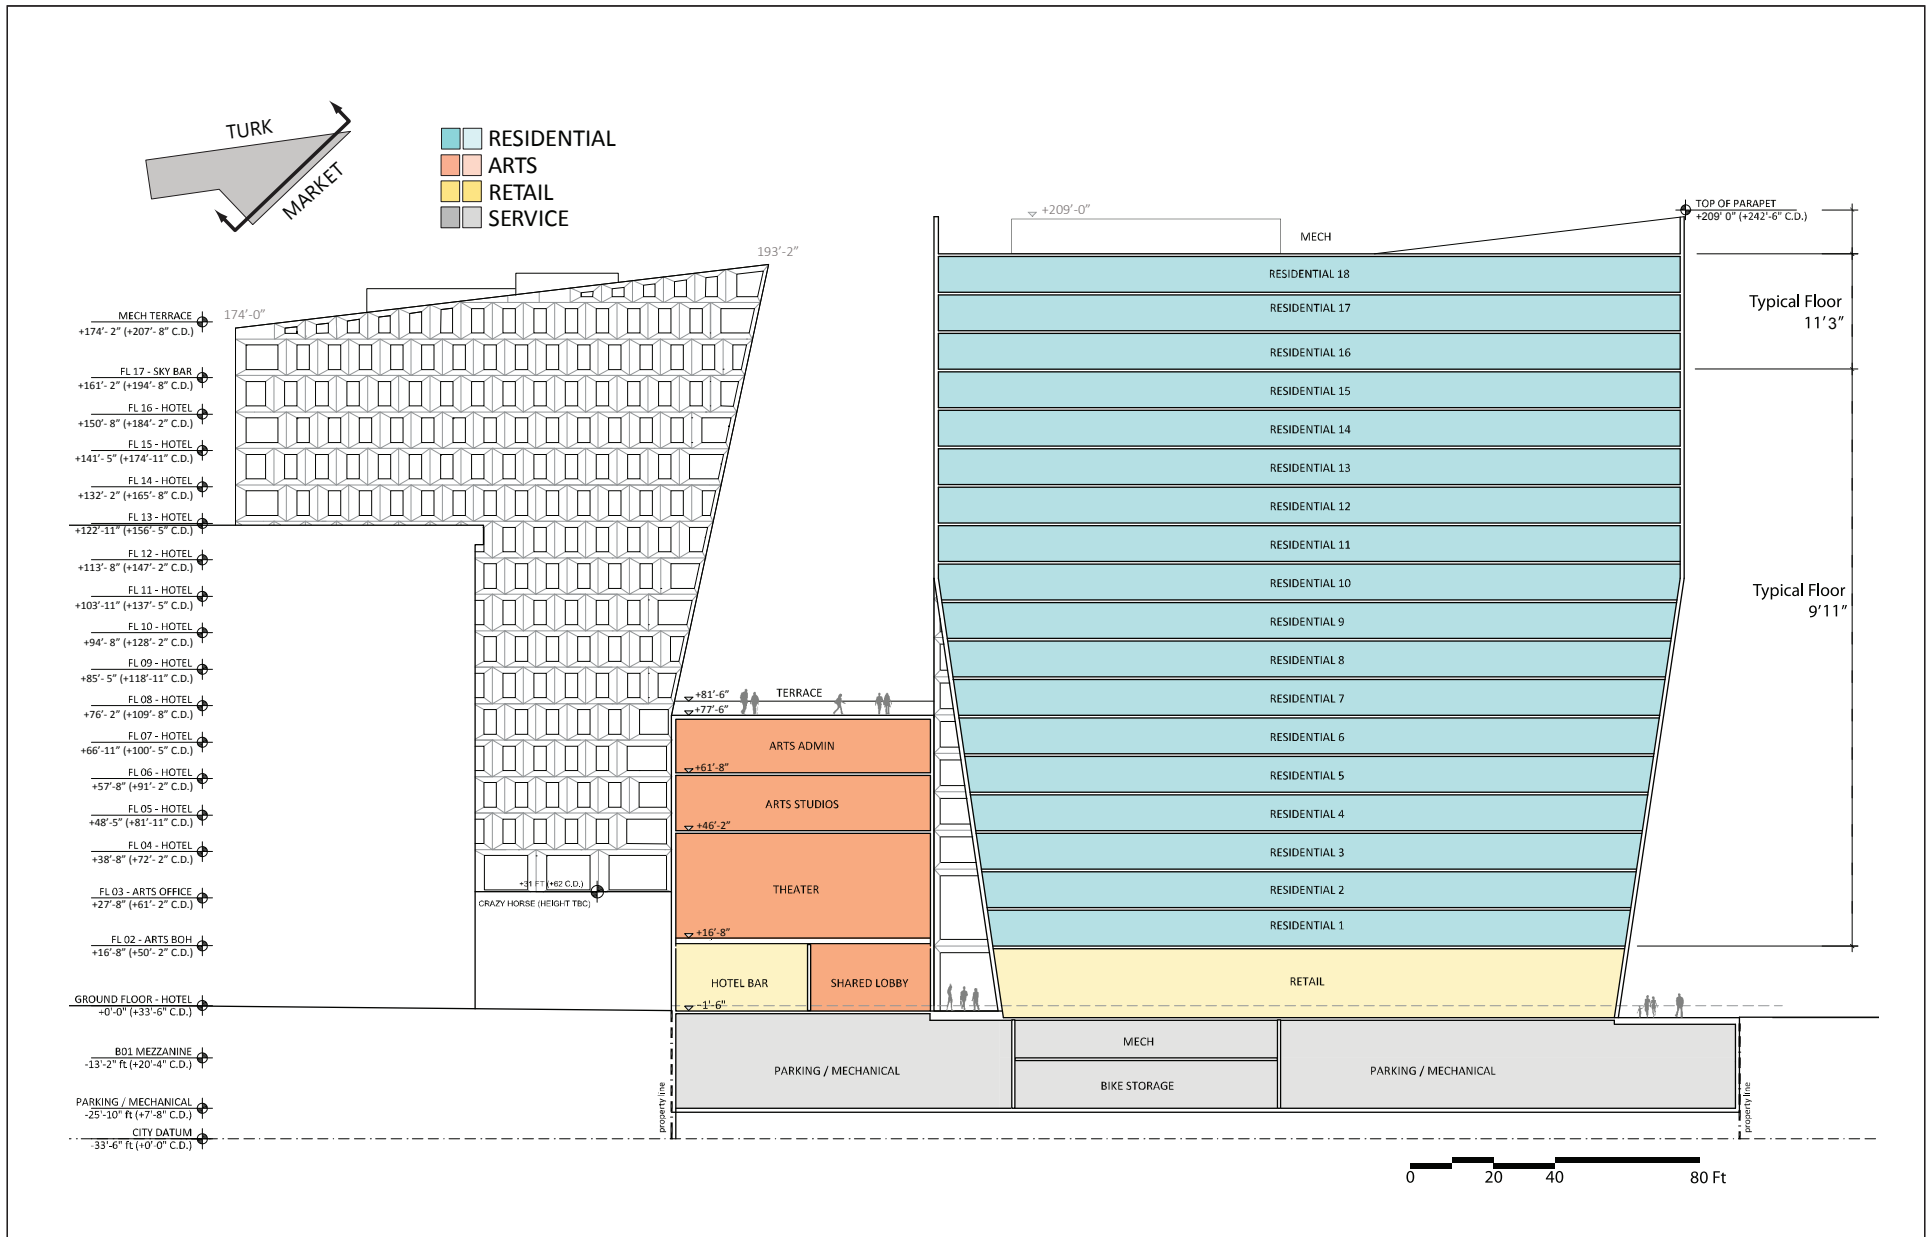 TURK
MARKET
RESIDENTIAL
ARTS
RETAIL
SERVICE
193'-2"
174'-0"
+209'-0"
MECH
TOP OF PARAPET
+209' 0" (+242'-6" C.D.)
Typical Floor
11'3"
Typical Floor
9'11"
MECH TERRACE
+174'- 2" (+207'- 8" C.D.)
FL 17 - SKY BAR
+161'- 2" (+194'- 8" C.D.)
FL 16 - HOTEL
+150'- 8" (+184'- 2" C.D.)
FL 15 - HOTEL
+141'- 5" (+174'-11" C.D.)
FL 14 - HOTEL
+132'- 2" (+165'- 8" C.D.)
FL 13 - HOTEL
+122'-11" (+156'- 5" C.D.)
FL 12 - HOTEL
+113'- 8" (+147'- 2" C.D.)
FL 11 - HOTEL
+103'-11" (+137'- 5" C.D.)
FL 10 - HOTEL
+94'- 8" (+128'- 2" C.D.)
FL 09 - HOTEL
+85'- 5" (+118'-11" C.D.)
FL 08 - HOTEL
+76'- 2" (+109'- 8" C.D.)
FL 07 - HOTEL
+66'-11" (+100'- 5" C.D.)
FL 06 - HOTEL
+57'-8" (+91'- 2" C.D.)
FL 05 - HOTEL
+48'-5" (+81'-11" C.D.)
FL 04 - HOTEL
+38'-8" (+72'- 2" C.D.)
FL 03 - ARTS OFFICE
+27'-8" (+61'- 2" C.D.)
FL 02 - ARTS BOH
+16'-8" (+50'- 2" C.D.)
GROUND FLOOR - HOTEL
+0'-0" (+33'-6" C.D.)
B01 MEZZANINE
-13'-2" ft (+20'-4" C.D.)
PARKING / MECHANICAL
-25'-10" ft (+7'-8" C.D.)
CITY DATUM
-33'-6" ft (+0'-0" C.D.)
+31 FT (+62 C.D.)
CRAZY HORSE (HEIGHT TBC)
+81'-6"
TERRACE
+77'-6"
ARTS ADMIN
+61'-8"
ARTS STUDIOS
+46'-2"
THEATER
+16'-8"
HOTEL BAR
SHARED LOBBY
-1'-6"
RESIDENTIAL 18
RESIDENTIAL 17
RESIDENTIAL 16
RESIDENTIAL 15
RESIDENTIAL 14
RESIDENTIAL 13
RESIDENTIAL 12
RESIDENTIAL 11
RESIDENTIAL 10
RESIDENTIAL 9
RESIDENTIAL 8
RESIDENTIAL 7
RESIDENTIAL 6
RESIDENTIAL 5
RESIDENTIAL 4
RESIDENTIAL 3
RESIDENTIAL 2
RESIDENTIAL 1
RETAIL
PARKING / MECHANICAL
MECH
BIKE STORAGE
PARKING / MECHANICAL
property line
property line
0 20 40 80 Ft